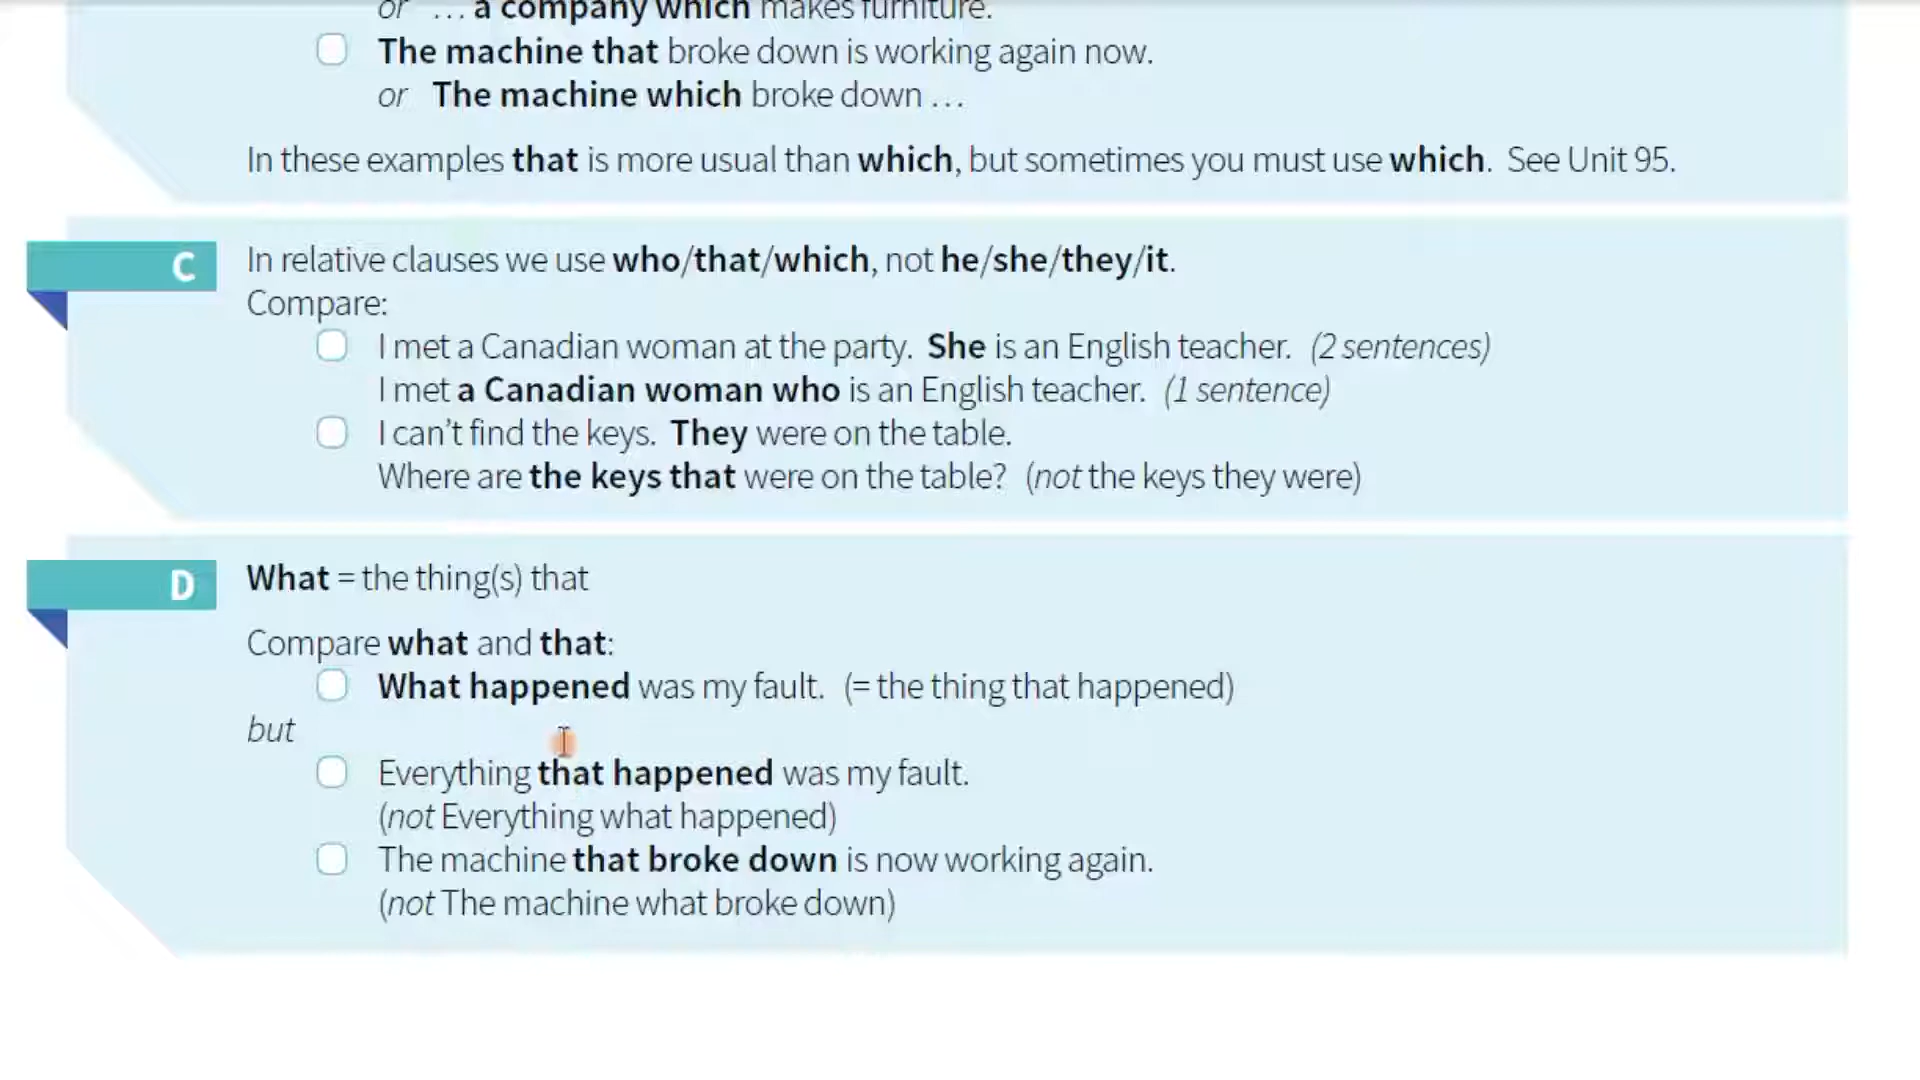 or ... a company which makes furniture.
The machine that broke down is working again now.
or The machine which broke down ...
In these examples that is more usual than which, but sometimes you must use which. See Unit 95.
C
In relative clauses we use who/that/which, not he/she/they/it.
Compare:
I met a Canadian woman at the party. She is an English teacher. (2 sentences)
I met a Canadian woman who is an English teacher. (1 sentence)
I can't find the keys. They were on the table.
Where are the keys that were on the table? (not the keys they were)
D
What = the thing(s) that
Compare what and that:
What happened was my fault. (= the thing that happened)
but
Everything that happened was my fault.
(not Everything what happened)
The machine that broke down is now working again.
(not The machine what broke down)